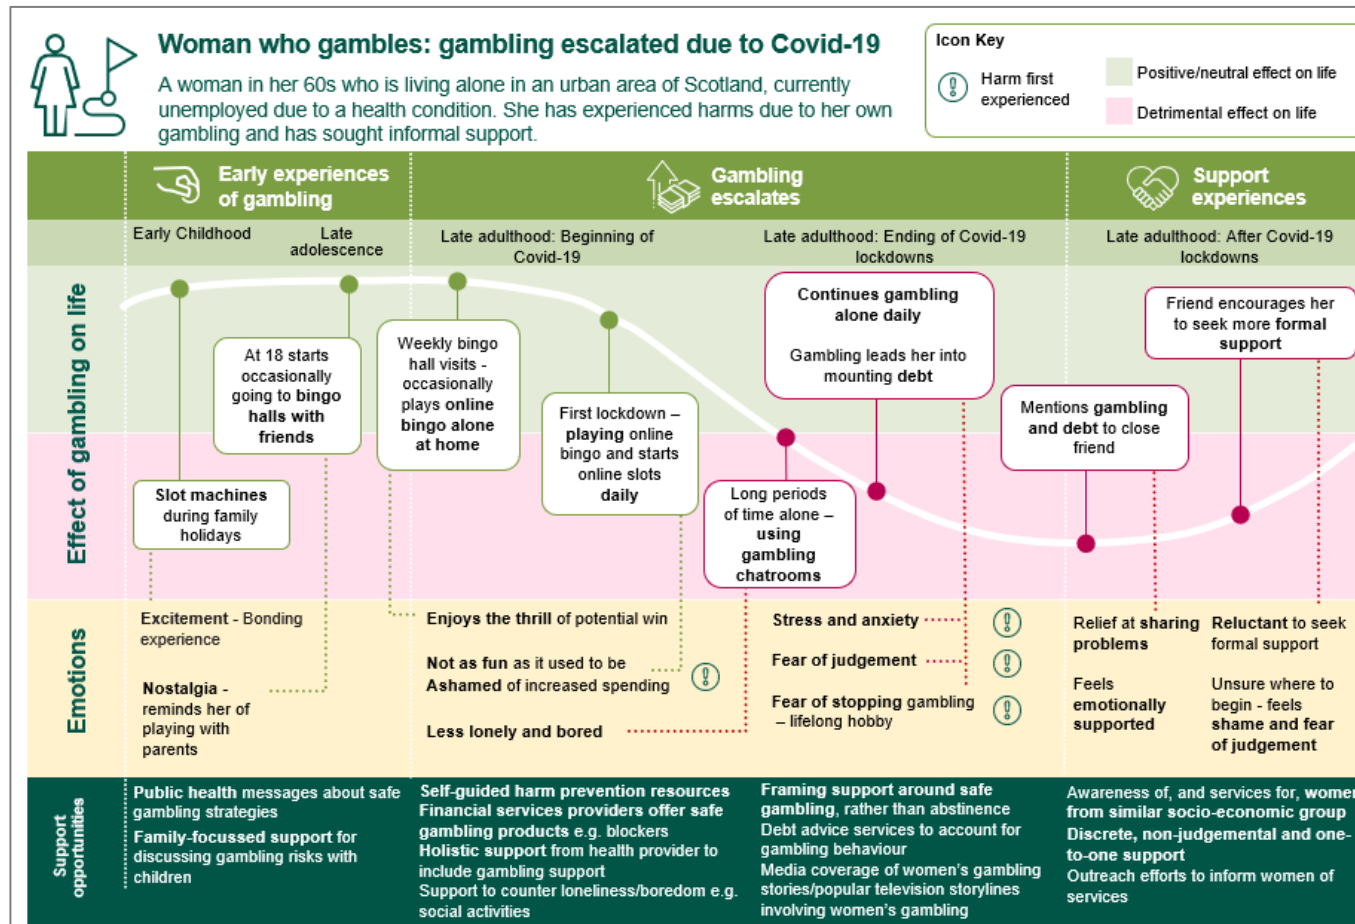 Woman who gambles: gambling escalated due to Covid-19
A woman in her 60s who is living alone in an urban area of Scotland, currently
unemployed due to a health condition. She has experienced harms due to her own
gambling and has sought informal support.
Icon Key
Harm first
experienced
Positive/neutral effect on life
Detrimental effect on life
Early experiences
of gambling
Gambling
escalates
Support
experiences
Early Childhood
Late
adolescence
Late adulthood: Beginning of
Covid-19
Late adulthood: Ending of Covid-19
lockdowns
Late adulthood: After Covid-19
lockdowns
Effect of gambling on life
Slot machines
during family
holidays
At 18 starts
occasionally
going to bingo
halls with
friends
Weekly bingo
hall visits -
occasionally
plays online
bingo alone
at home
First lockdown –
playing online
bingo and starts
online slots
daily
Long periods
of time alone –
using
gambling
chatrooms
Continues gambling
alone daily
Gambling leads her into
mounting debt
Mentions gambling
and debt to close
friend
Friend encourages her
to seek more formal
support
Emotions
Excitement - Bonding
experience
Nostalgia -
reminds her of
playing with
parents
Enjoys the thrill of potential win
Not as fun as it used to be
Ashamed of increased spending
Less lonely and bored
Stress and anxiety
Fear of judgement
Fear of stopping gambling
– lifelong hobby
Relief at sharing
problems
Feels
emotionally
supported
Reluctant to seek
formal support
Unsure where to
begin - feels
shame and fear
of judgement
Support
opportunities
Public health messages about safe
gambling strategies
Family-focussed support for
discussing gambling risks with
children
Self-guided harm prevention resources
Financial services providers offer safe
gambling products e.g. blockers
Holistic support from health provider to
include gambling support
Support to counter loneliness/boredom e.g.
social activities
Framing support around safe
gambling, rather than abstinence
Debt advice services to account for
gambling behaviour
Media coverage of women's gambling
stories/popular television storylines
involving women's gambling
Awareness of, and services for, women
from similar socio-economic group
Discrete, non-judgemental and one-
to-one support
Outreach efforts to inform women of
services